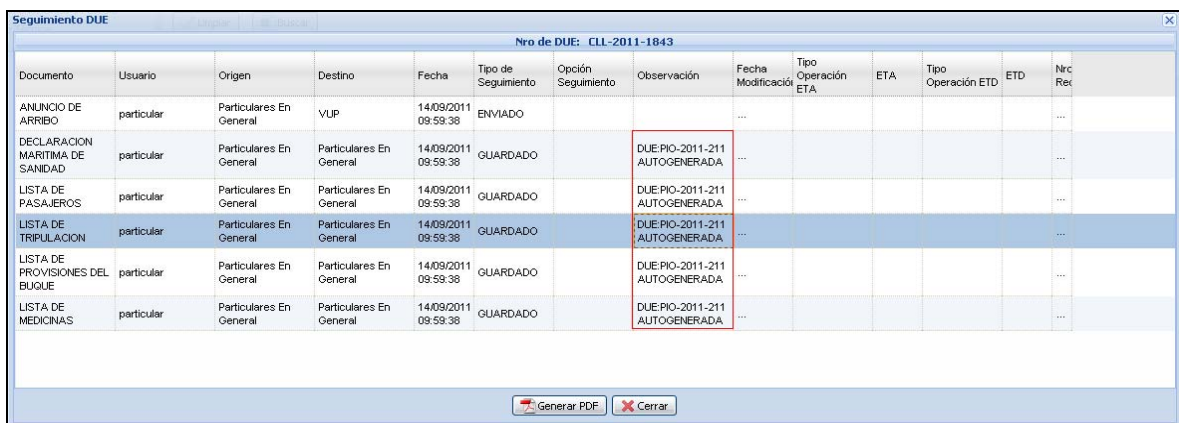 Seguimiento DUE
Limpiar Buscar
Nro de DUE: CLL-2011-1843
Documento Usuario Origen Destino Fecha Tipo de Seguimiento Opción Seguimiento Observación Fecha Modificació Tipo Operación ETA ETA Tipo Operación ETD ETD Nro Rec
ANUNCIO DE ARRIBO particular Particulares En General VUP 14/09/2011 09:59:38 ENVIADO ... ...
DECLARACION MARITIMA DE SANIDAD particular Particulares En General Particulares En General 14/09/2011 09:59:38 GUARDADO DUE:PIO-2011-211 AUTOGENERADA ... ...
LISTA DE PASAJEROS particular Particulares En General Particulares En General 14/09/2011 09:59:38 GUARDADO DUE:PIO-2011-211 AUTOGENERADA ... ...
LISTA DE TRIPULACION particular Particulares En General Particulares En General 14/09/2011 09:59:38 GUARDADO DUE:PIO-2011-211 AUTOGENERADA ... ...
LISTA DE PROVISIONES DEL BUQUE particular Particulares En General Particulares En General 14/09/2011 09:59:38 GUARDADO DUE:PIO-2011-211 AUTOGENERADA ... ...
LISTA DE MEDICINAS particular Particulares En General Particulares En General 14/09/2011 09:59:38 GUARDADO DUE:PIO-2011-211 AUTOGENERADA ... ...
Generar PDF Cerrar